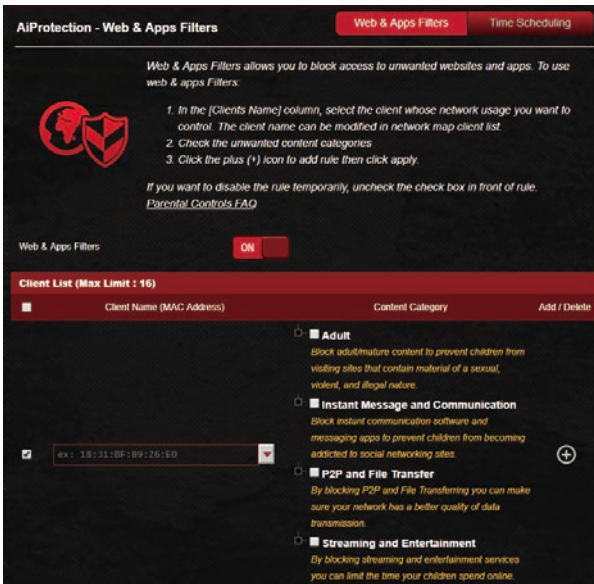 AiProtection - Web & Apps Filters
Web & Apps Filters
Time Scheduling
Web & Apps Filters allows you to block access to unwanted websites and apps. To use
web & apps Filters:
1. In the [Clients Name] column, select the client whose network usage you want to
control. The client name can be modified in network map client list.
2. Check the unwanted content categories
3. Click the plus (+) icon to add rule then click apply.
If you want to disable the rule temporarily, uncheck the check box in front of rule.
Parental Controls FAQ
Web & Apps Filters
ON
Client List (Max Limit : 16)
Client Name (MAC Address)
Content Category
Add / Delete
Adult
Block adult/mature content to prevent children from
visiting sites that contain material of a sexual,
violent, and illegal nature.
Instant Message and Communication
Block instant communication software and
messaging apps to prevent children from becoming
addicted to social networking sites.
ex: 18:31:BF:89:26:E0
P2P and File Transfer
By blocking P2P and File Transferring you can make
sure your network has a better quality of data
transmission.
Streaming and Entertainment
By blocking streaming and entertainment services
you can limit the time your children spend online.